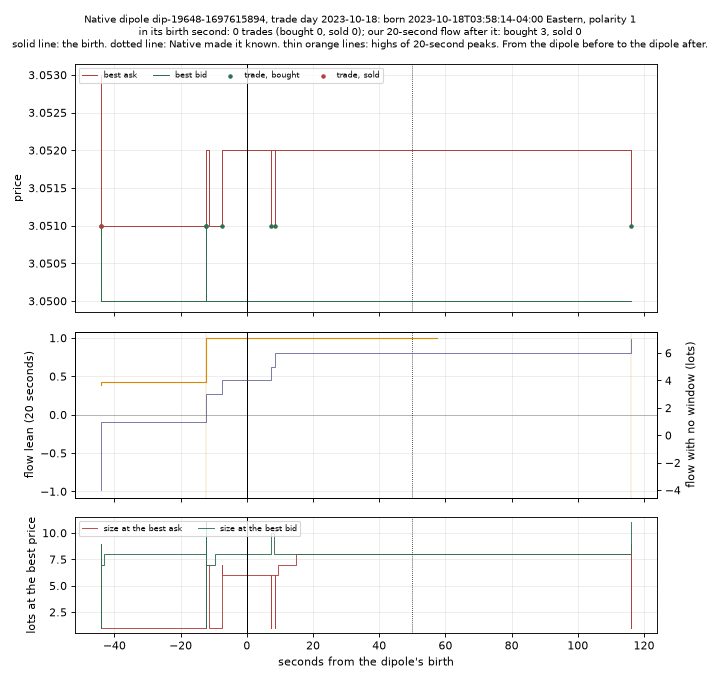 Native dipole dip-19648-1697615894, trade day 2023-10-18: born 2023-10-18T03:58:14-04:00 Eastern, polarity 1
in its birth second: 0 trades (bought 0, sold 0); our 20-second flow after it: bought 3, sold 0
solid line: the birth. dotted line: Native made it known. thin orange lines: highs of 20-second peaks. From the dipole before to the dipole after.
best ask best bid trade, bought trade, sold
3.0530
3.0525
3.0520
3.0515
3.0510
3.0505
3.0500
price
1.0
0.5
0.0
−0.5
−1.0
flow lean (20 seconds)
6
4
2
0
−2
−4
flow with no window (lots)
size at the best ask size at the best bid
10.0
7.5
5.0
2.5
lots at the best price
−40 −20 0 20 40 60 80 100 120
seconds from the dipole's birth